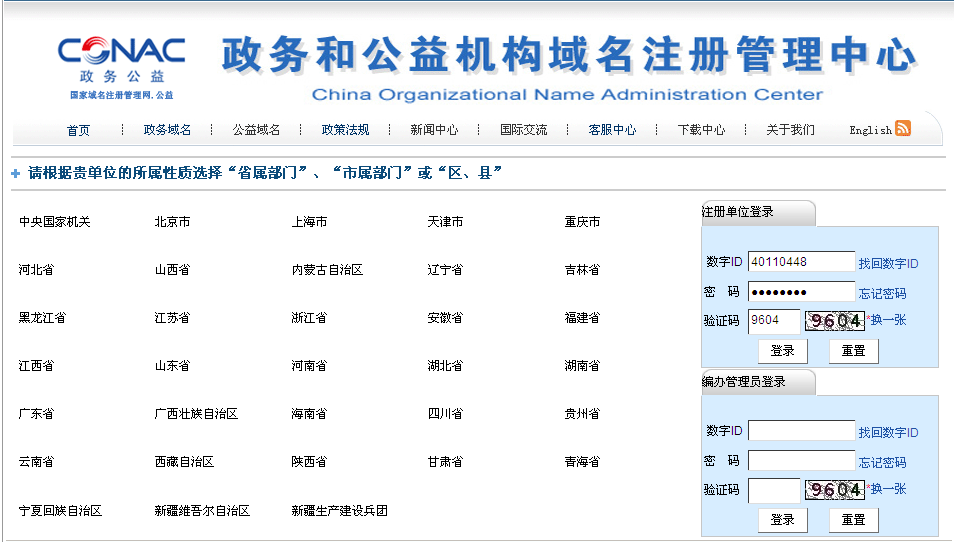 CONAC
政务公益
国家域名注册管理网.公益
政务和公益机构域名注册管理中心
China Organizational Name Administration Center
首页 政务域名 公益域名 政策法规 新闻中心 国际交流 客服中心 下载中心 关于我们 English
请根据贵单位的所属性质选择“省属部门”、“市属部门”或“区、县”
中央国家机关 北京市 上海市 天津市 重庆市
河北省 山西省 内蒙古自治区 辽宁省 吉林省
黑龙江省 江苏省 浙江省 安徽省 福建省
江西省 山东省 河南省 湖北省 湖南省
广东省 广西壮族自治区 海南省 四川省 贵州省
云南省 西藏自治区 陕西省 甘肃省 青海省
宁夏回族自治区 新疆维吾尔自治区 新疆生产建设兵团
注册单位登录
数字ID 40110448 找回数字ID
密 码 ●●●●●●●● 忘记密码
验证码 9604 9604 *换一张
登录 重置
编办管理员登录
数字ID 找回数字ID
密 码 忘记密码
验证码 9604 *换一张
登录 重置